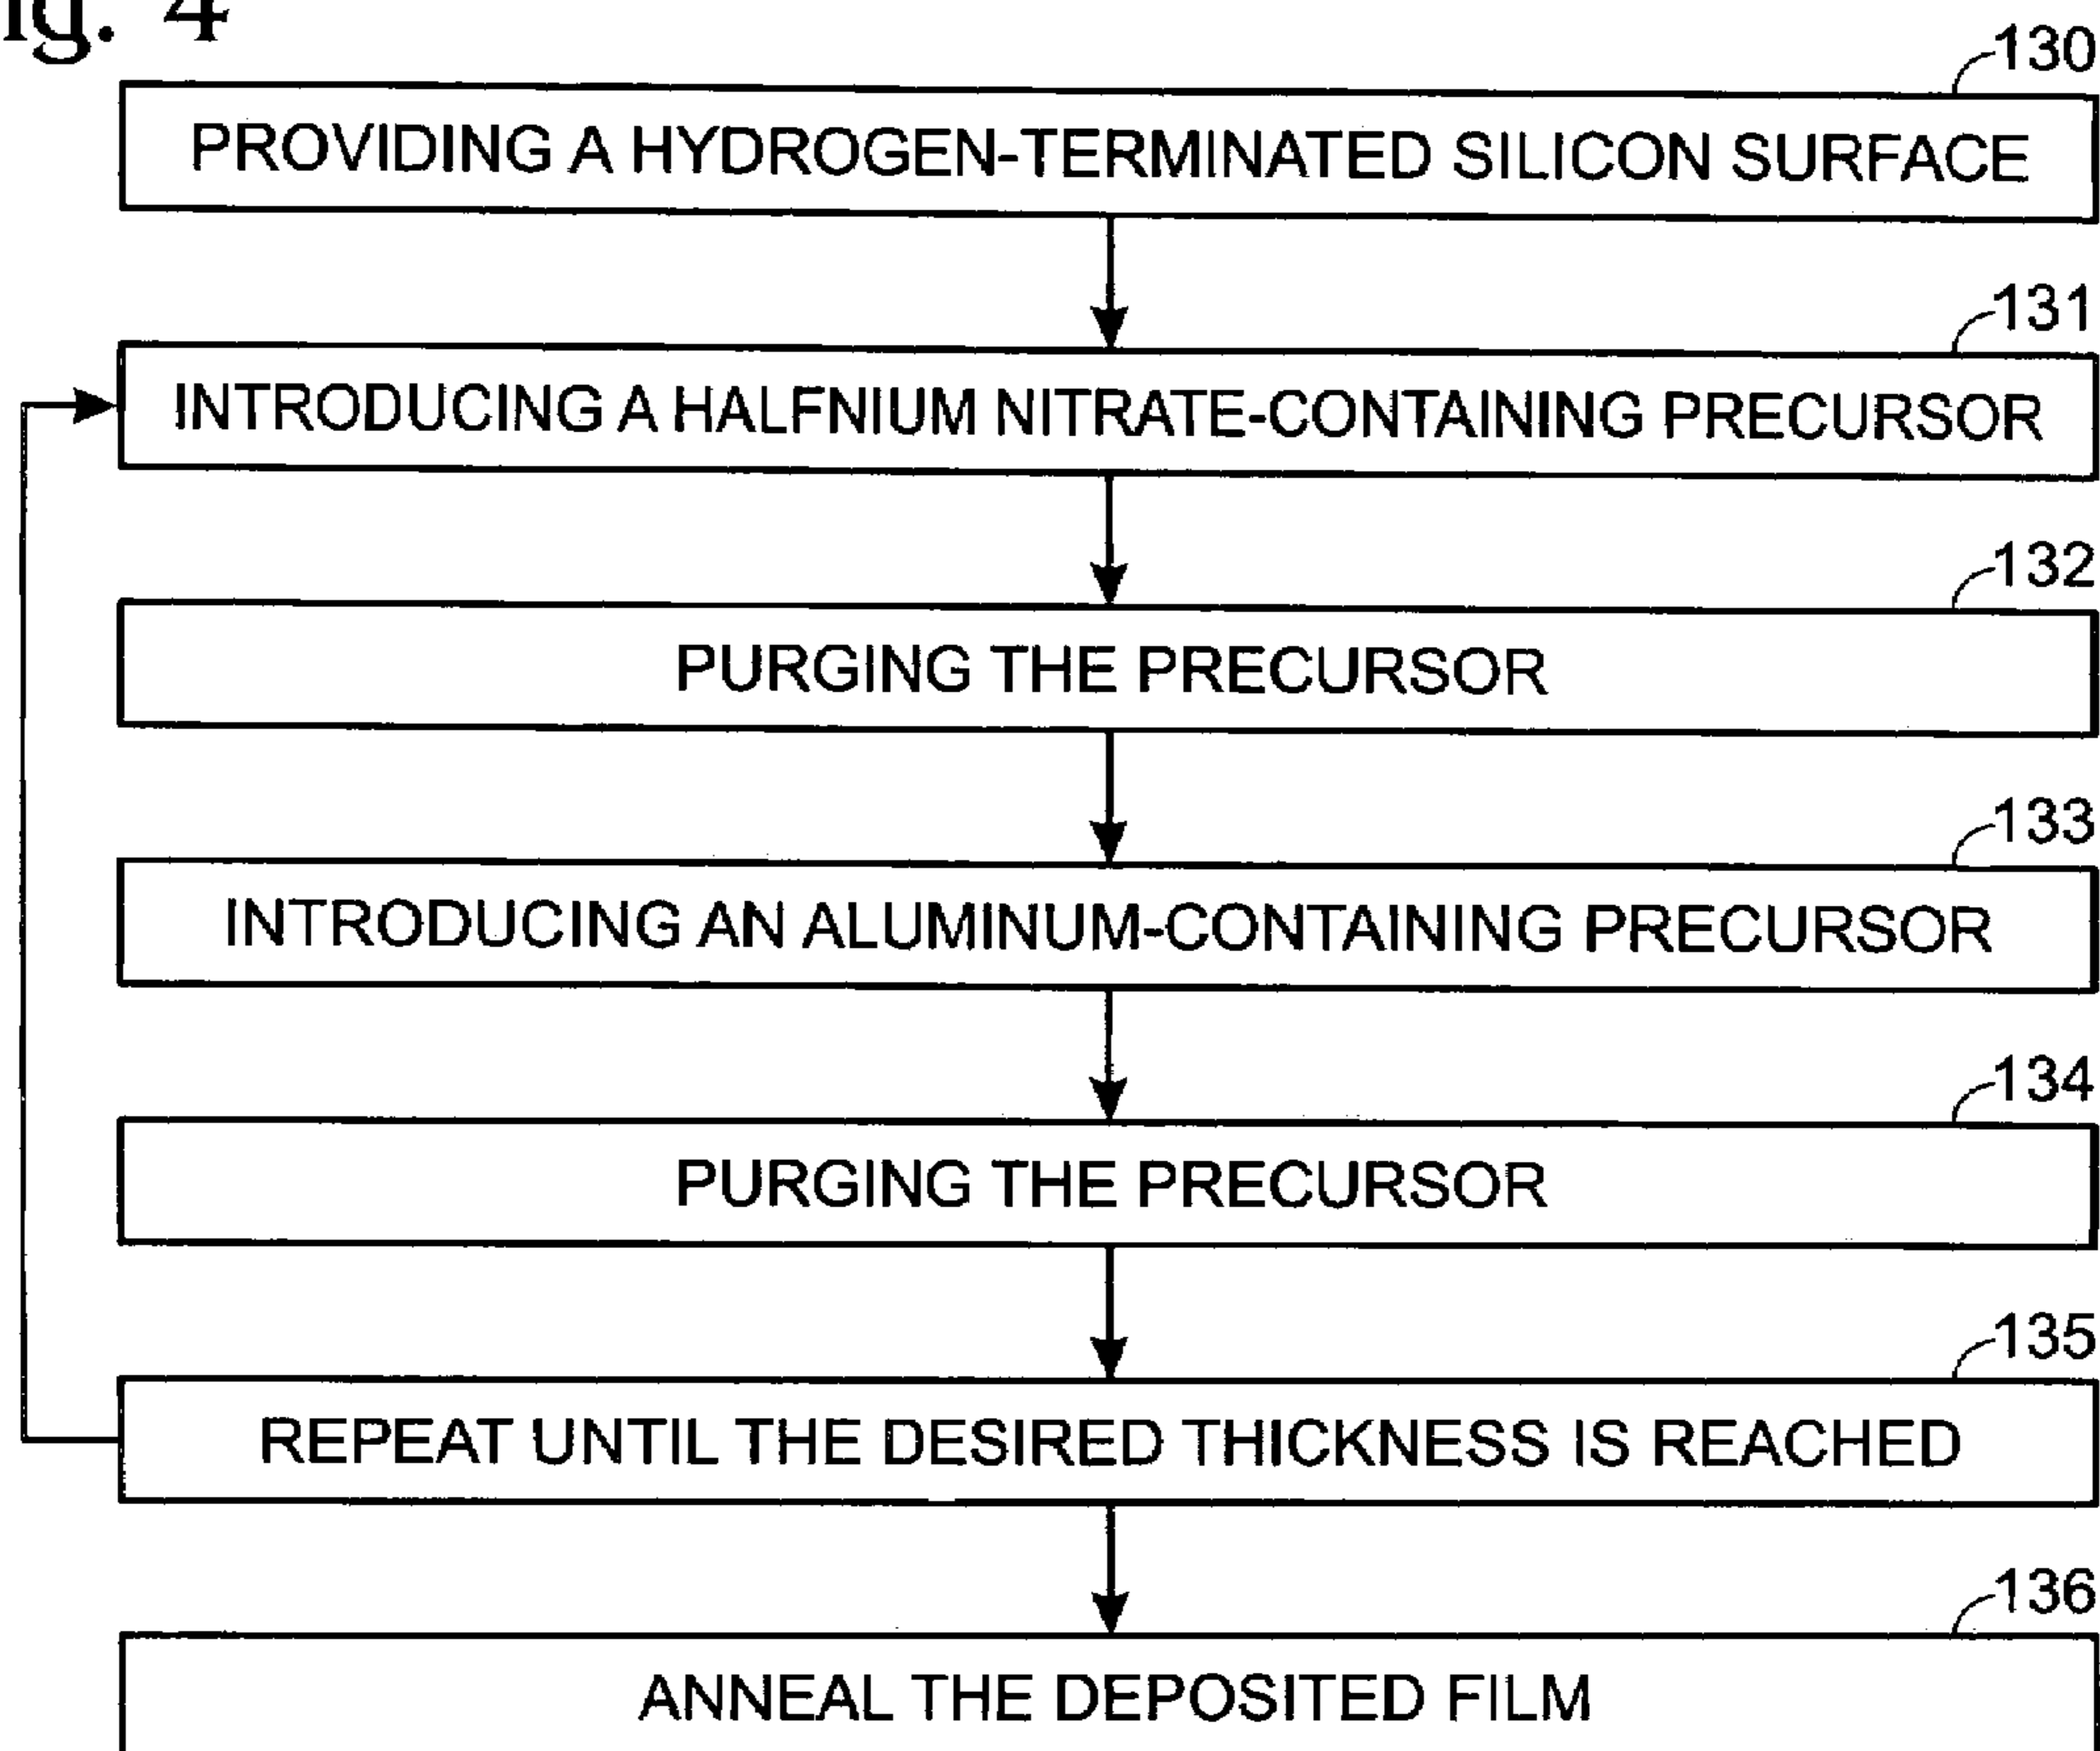 ig. 4
130
PROVIDING A HYDROGEN-TERMINATED SILICON SURFACE
131
INTRODUCING A HALFNIUM NITRATE-CONTAINING PRECURSOR
132
PURGING THE PRECURSOR
133
INTRODUCING AN ALUMINUM-CONTAINING PRECURSOR
134
PURGING THE PRECURSOR
135
REPEAT UNTIL THE DESIRED THICKNESS IS REACHED
136
ANNEAL THE DEPOSITED FILM